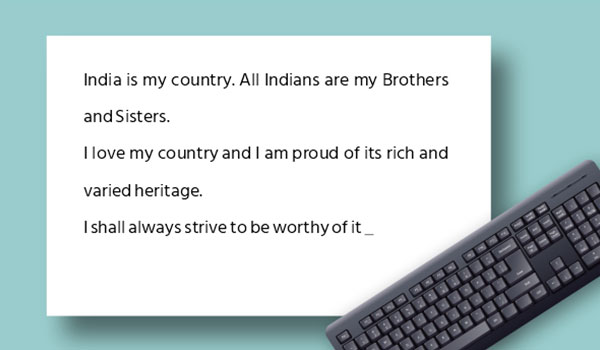 India is my country. All Indians are my Brothers
and Sisters.
I love my country and I am proud of its rich and
varied heritage.
I shall always strive to be worthy of it _